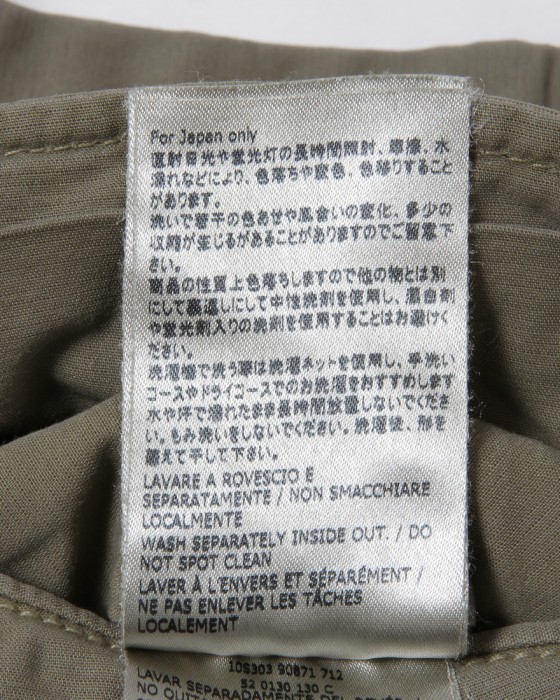 For Japan only
直射日光や蛍光灯の長時間照射、摩擦、水
濡れなどにより、色落ちや変色、色移りすること
があります。
洗いで若干の色あせや風合いの変化、多少の
収縮が生じるがあることがありますのでご留意下
さい。
商品の性質上色落ちしますので他の物とは別
にして裏返しにして中性洗剤を使用し、漂白剤
や蛍光剤入りの洗剤を使用することはお避けく
ださい。
洗濯機で洗う際は洗濯ネットを使用し、手洗い
コースやドライコースでのお洗濯をおすすめします
水や汗で濡れたまま長時間放置しないでくださ
い。もみ洗いをしないでください。洗濯後、形を
整えて干して下さい。
LAVARE A ROVESCIO E
SEPARATAMENTE / NON SMACCHIARE
LOCALMENTE
WASH SEPARATELY INSIDE OUT. / DO
NOT SPOT CLEAN
LAVER À L'ENVERS ET SÉPARÉMENT /
NE PAS ENLEVER LES TÂCHES
LOCALEMENT
10S303 90871 712
52 0130 130 C
LAVAR SEPARADAMENTE DEL
NO